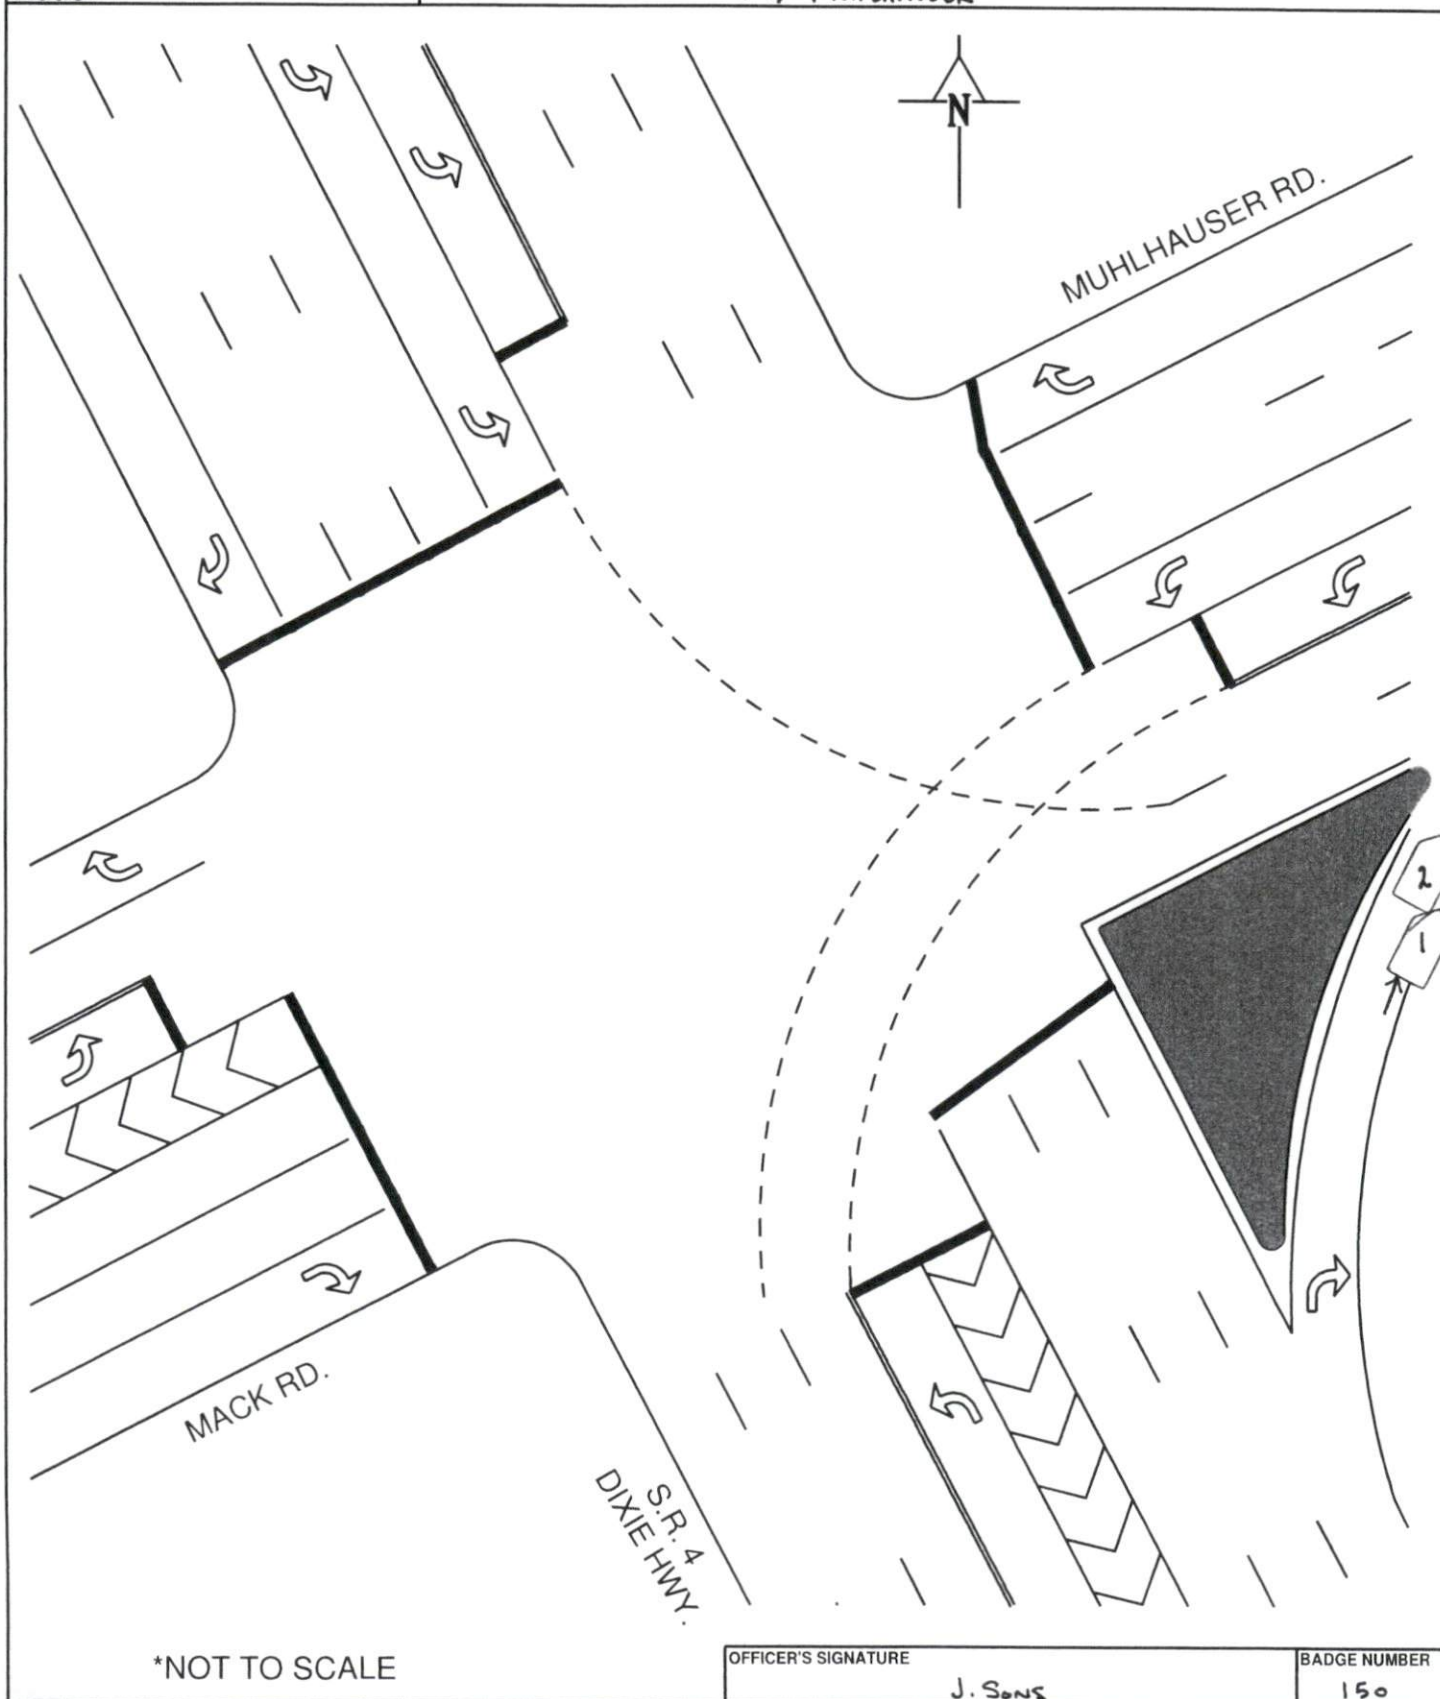 N
MUHLHAUSER RD.
2
1
MACK RD.
S.R. 4
DIXIE HWY.
*NOT TO SCALE
OFFICER'S SIGNATURE
J. SONS
BADGE NUMBER
150